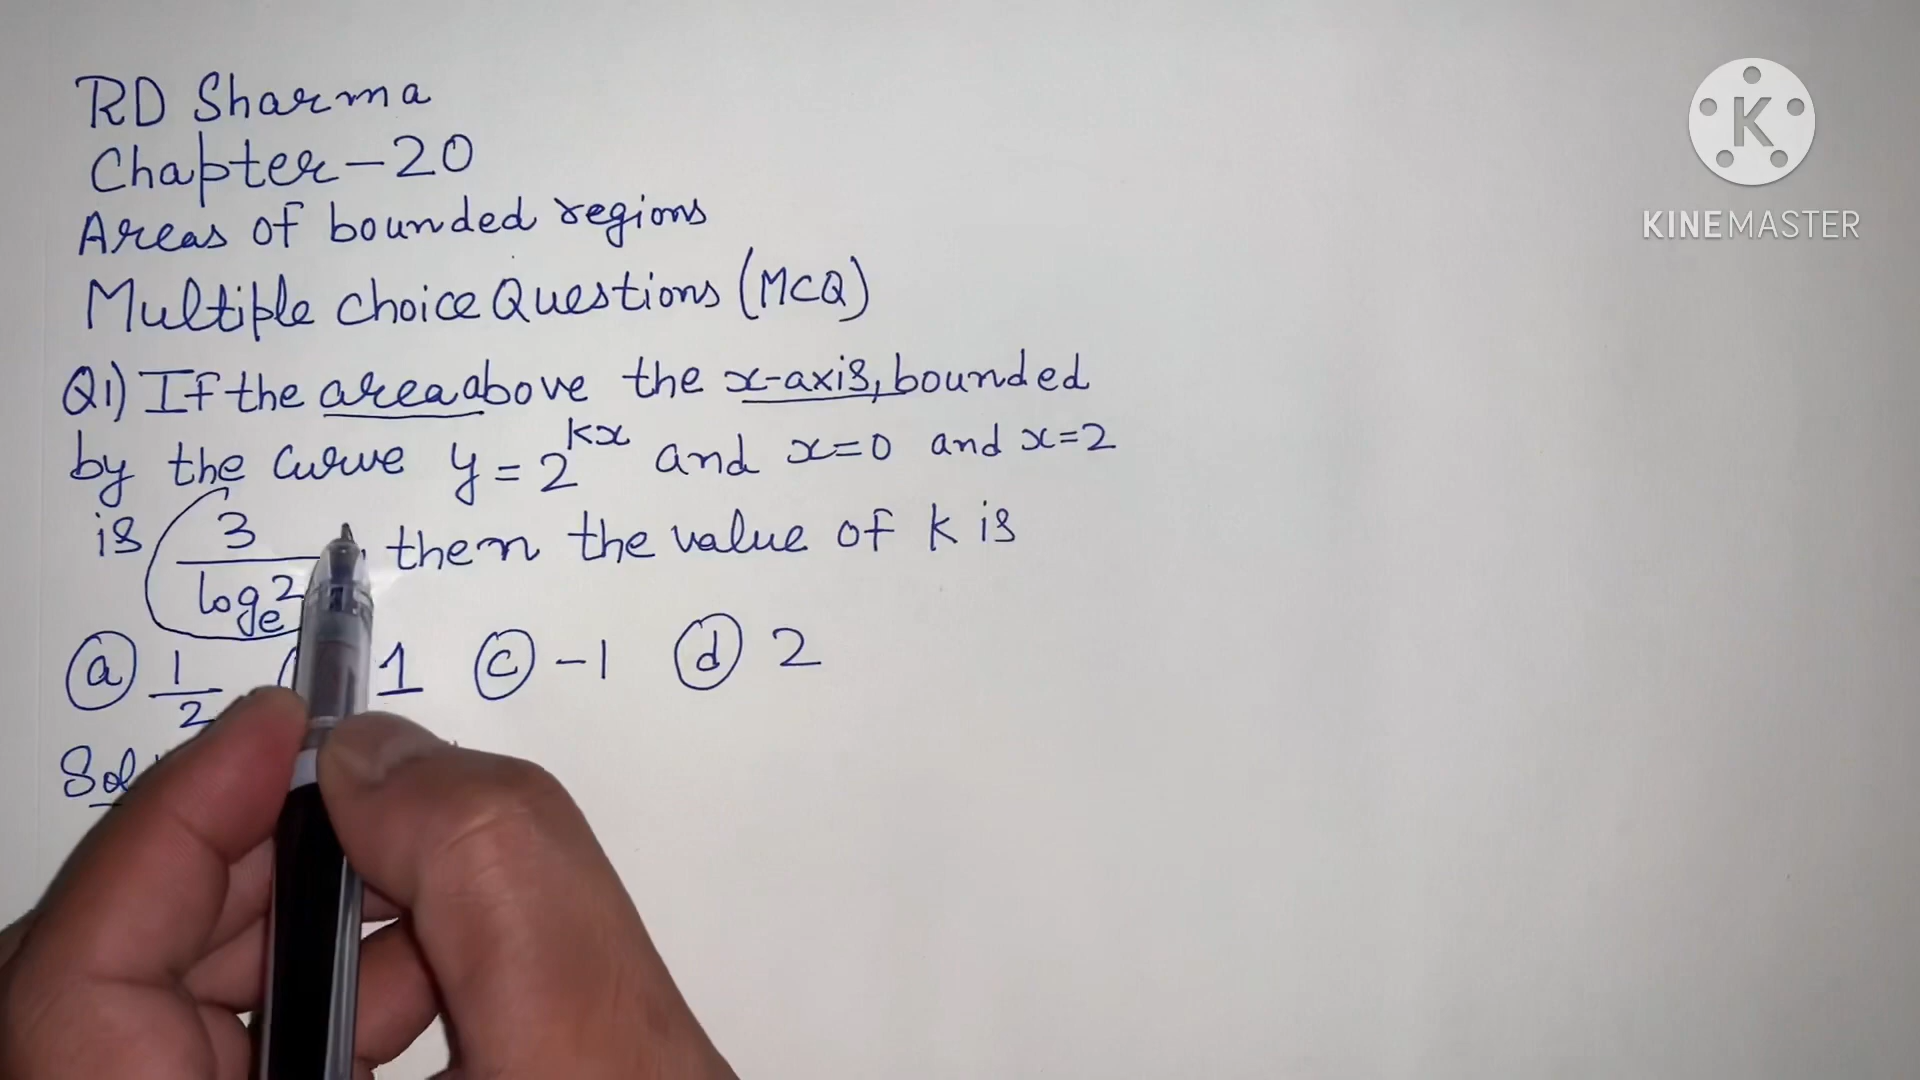 RD Sharma
Chapter-20
Areas of bounded regions
Multiple Choice Questions (MCQ)
Q1) If the area above the x-axis, bounded
by the curve y = 2^{kx} and x=0 and x=2
is 3/log_e 2, then the value of k is
(a) 1/2 1 (c) -1 (d) 2
K
KINEMASTER